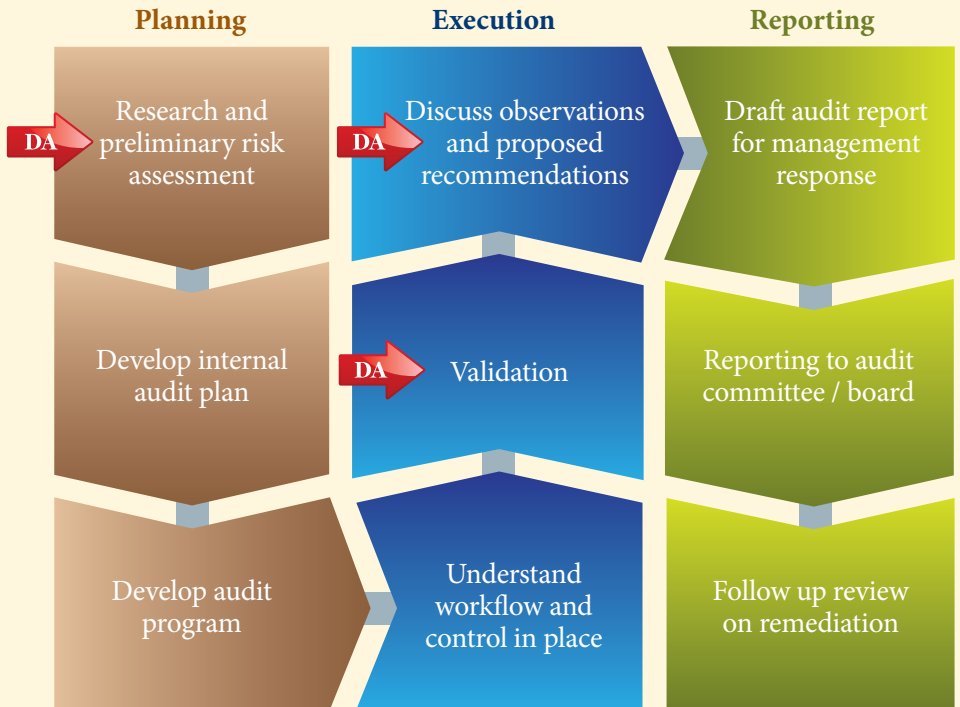 Planning
DA
Research and
preliminary risk
assessment
Develop internal
audit plan
Develop audit
program
Execution
DA
Discuss observations
and proposed
recommendations
DA
Validation
Understand
workflow and
control in place
Reporting
Draft audit report
for management
response
Reporting to audit
committee / board
Follow up review
on remediation